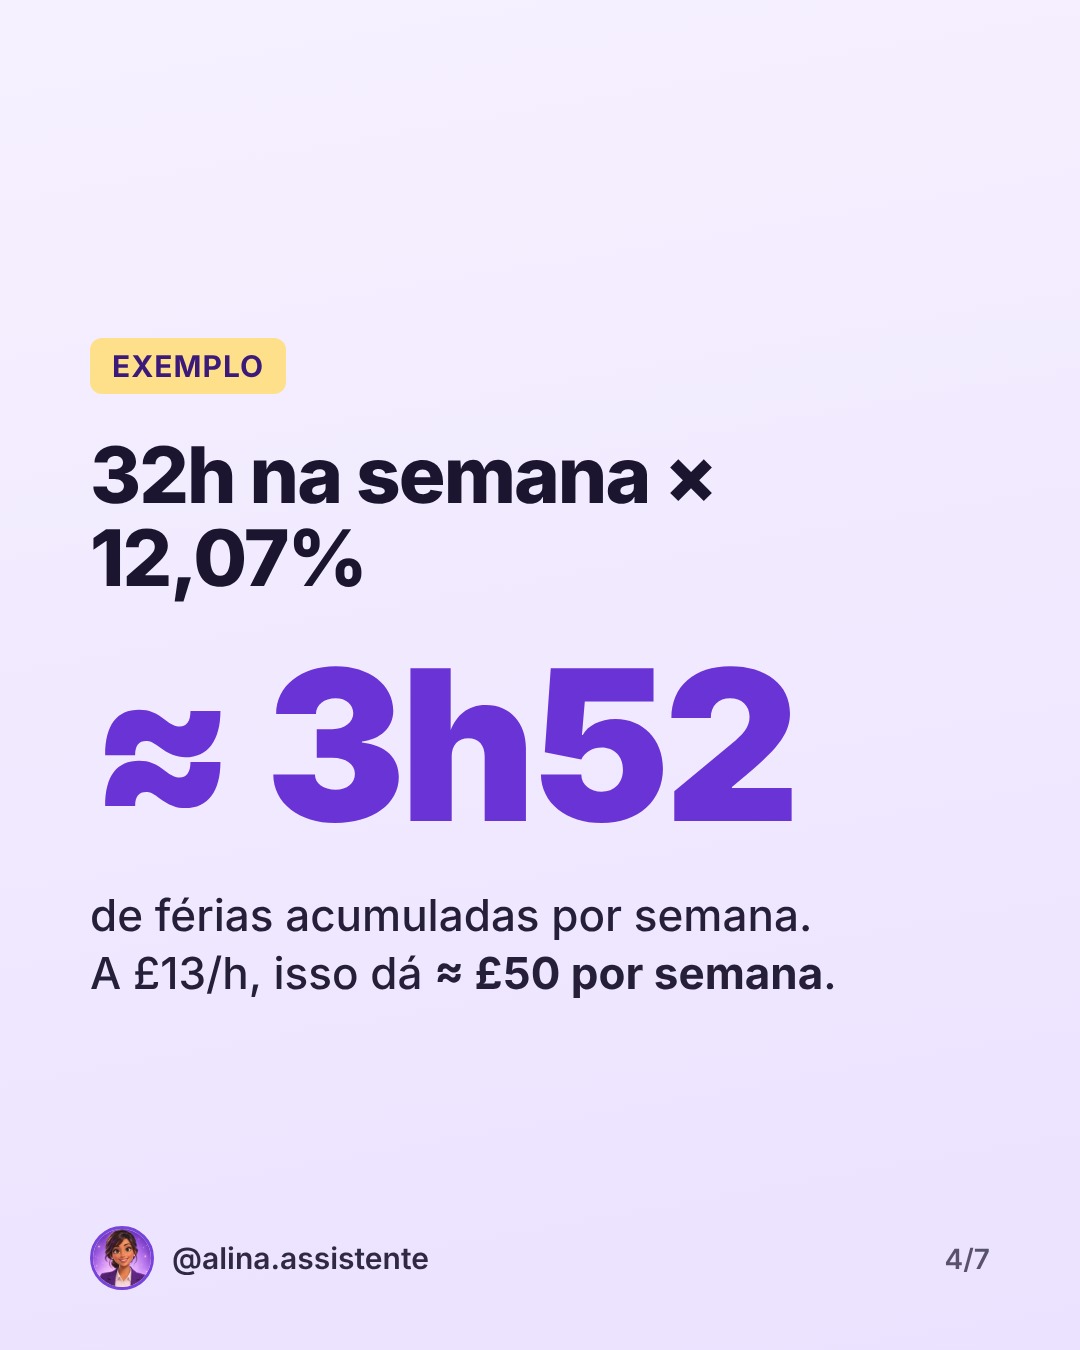 EXEMPLO
32h na semana ×
12,07%
≈ 3h52
de férias acumuladas por semana.
A £13/h, isso dá ≈ £50 por semana.
@alina.assistente
4/7